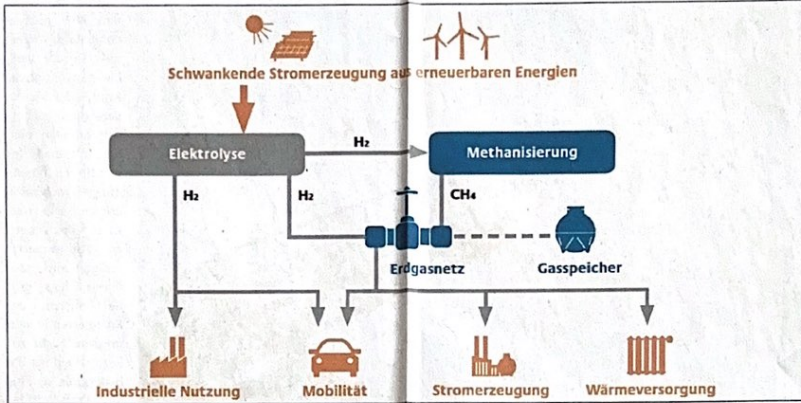 Schwankende Stromerzeugung aus erneuerbaren Energien
Elektrolyse
H₂
Methanisierung
H₂
H₂
CH₄
Erdgasnetz
Gasspeicher
Industrielle Nutzung
Mobilität
Stromerzeugung
Wärmeversorgung